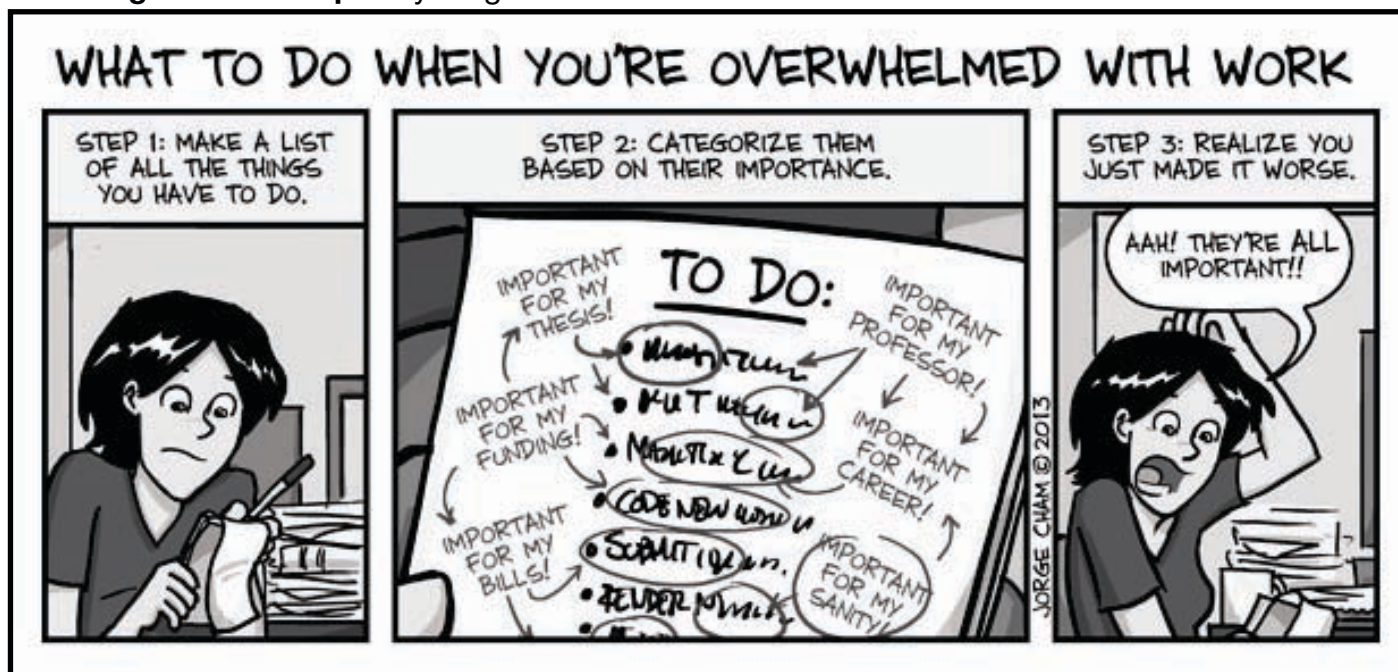 WHAT TO DO WHEN YOU'RE OVERWHELMED WITH WORK
STEP 1: MAKE A LIST
OF ALL THE THINGS
YOU HAVE TO DO.
STEP 2: CATEGORIZE THEM
BASED ON THEIR IMPORTANCE.
TO DO:
IMPORTANT
FOR MY
THESIS!
IMPORTANT
FOR MY
FUNDING!
IMPORTANT
FOR MY
BILLS!
IMPORTANT
FOR MY
PROFESSOR!
IMPORTANT
FOR MY
CAREER!
IMPORTANT
FOR MY
SANITY!
CODE NEW
SUBMIT
JORGE CHAM © 2013
STEP 3: REALIZE YOU
JUST MADE IT WORSE.
AAH! THEY'RE ALL
IMPORTANT!!